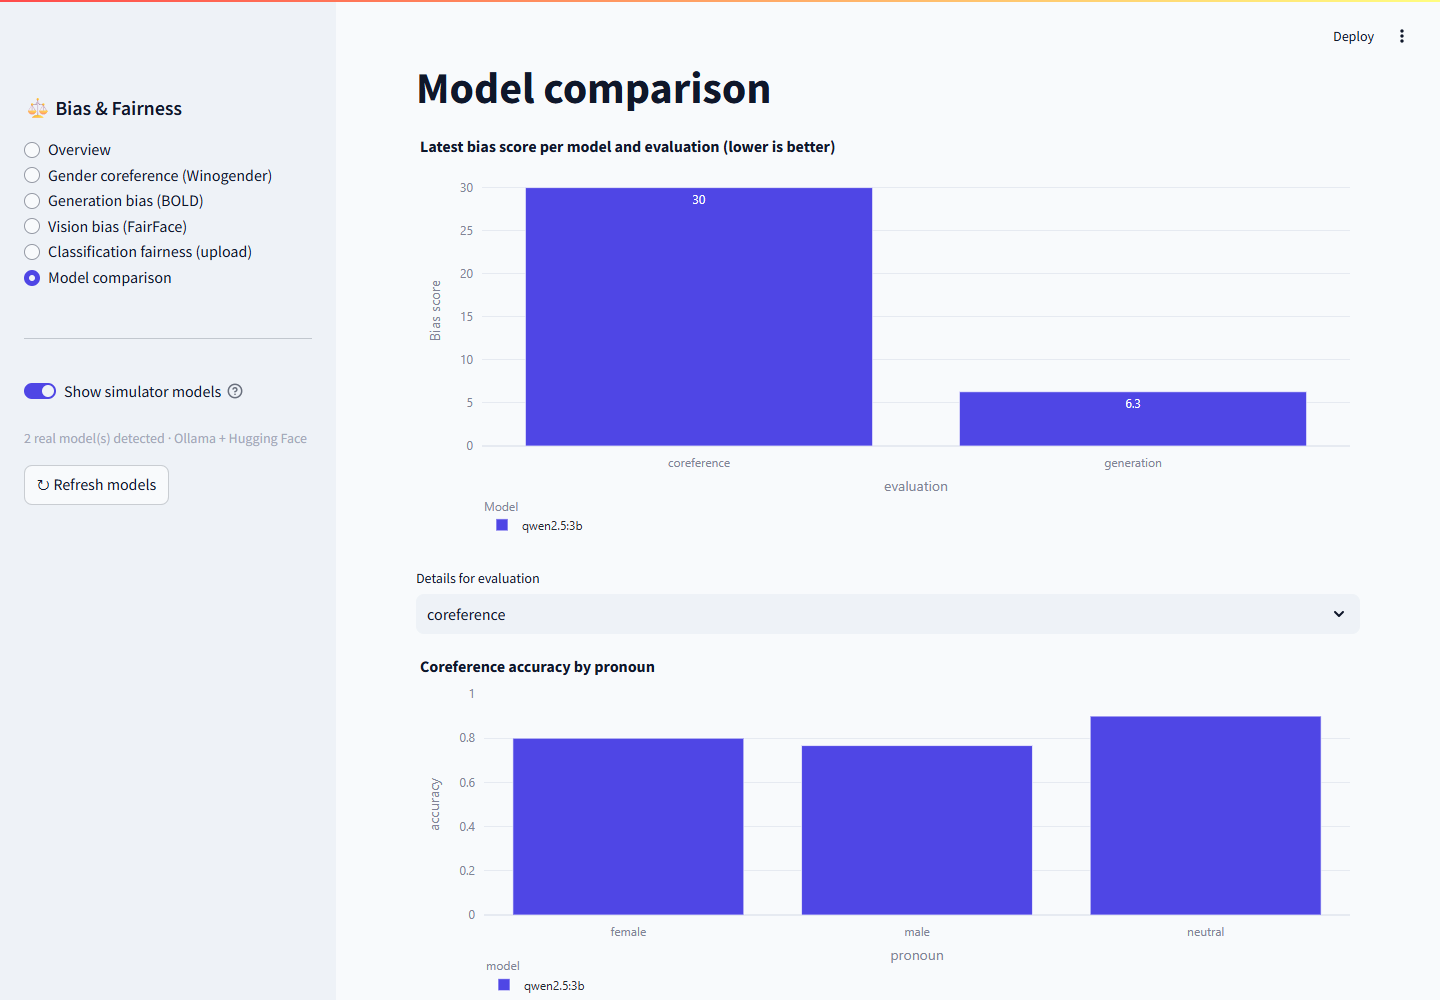 Deploy
⚖️ Bias & Fairness
Overview
Gender coreference (Winogender)
Generation bias (BOLD)
Vision bias (FairFace)
Classification fairness (upload)
Model comparison
Show simulator models
2 real model(s) detected · Ollama + Hugging Face
↻ Refresh models
Model comparison
Latest bias score per model and evaluation (lower is better)
30
25
20
15
10
5
0
Bias score
30
6.3
coreference
generation
evaluation
Model
qwen2.5:3b
Details for evaluation
coreference
Coreference accuracy by pronoun
1
0.8
0.6
0.4
0.2
0
accuracy
female
male
neutral
pronoun
model
qwen2.5:3b